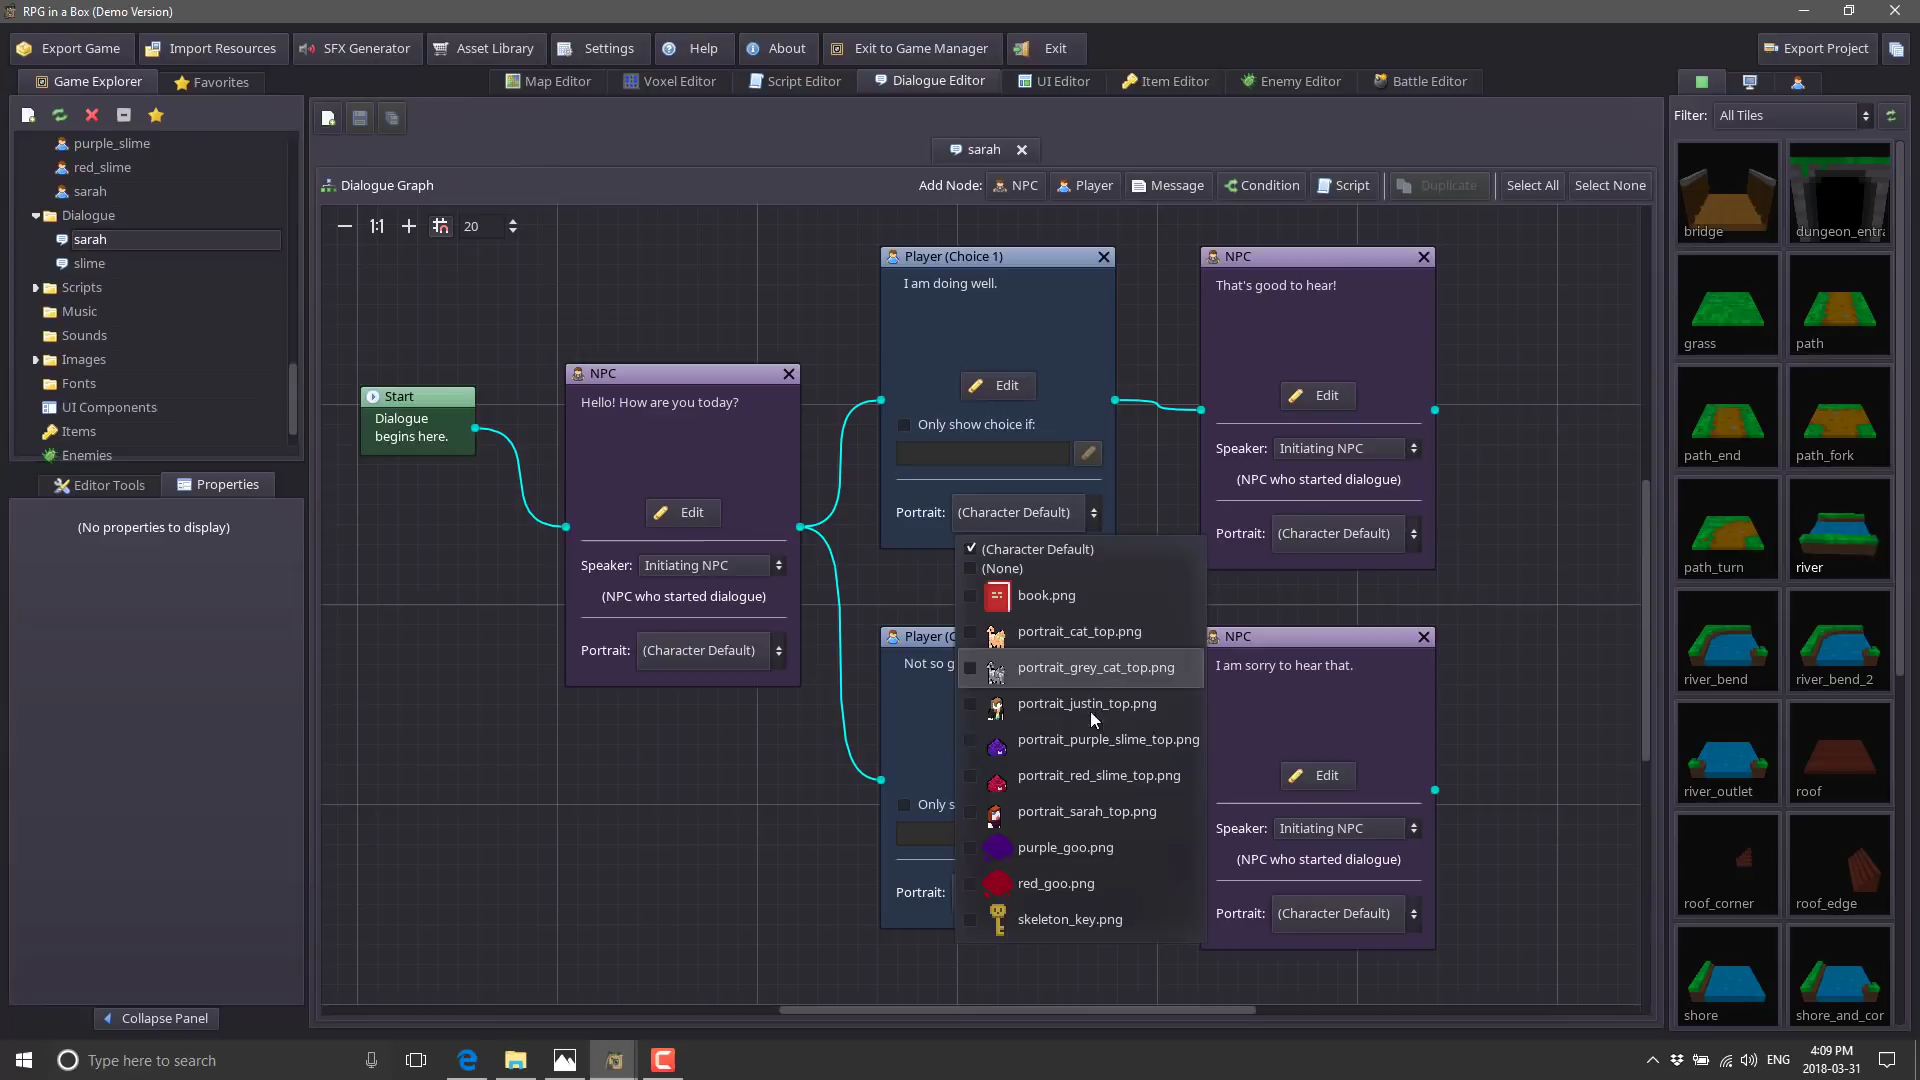 RPG in a Box (Demo Version)
Export Game
Import Resources
SFX Generator
Asset Library
Settings
Help
About
Exit to Game Manager
Exit
Export Project
Game Explorer
Favorites
Map Editor
Voxel Editor
Script Editor
Dialogue Editor
UI Editor
Item Editor
Enemy Editor
Battle Editor
Filter:
All Tiles
purple_slime
red_slime
sarah
Dialogue
sarah
slime
Scripts
Music
Sounds
Images
Fonts
UI Components
Items
Enemies
Editor Tools
Properties
(No properties to display)
Collapse Panel
sarah
Dialogue Graph
Add Node:
NPC
Player
Message
Condition
Script
Duplicate
Select All
Select None
1:1
20
Start
Dialogue
begins here.
NPC
Hello! How are you today?
Edit
Speaker:
Initiating NPC
(NPC who started dialogue)
Portrait:
(Character Default)
Player (Choice 1)
I am doing well.
Edit
Only show choice if:
Portrait:
(Character Default)
(Character Default)
(None)
book.png
portrait_cat_top.png
portrait_grey_cat_top.png
portrait_justin_top.png
portrait_purple_slime_top.png
portrait_red_slime_top.png
portrait_sarah_top.png
purple_goo.png
red_goo.png
skeleton_key.png
Player (C
Not so g
Only s
Portrait:
NPC
That's good to hear!
Edit
Speaker:
Initiating NPC
(NPC who started dialogue)
Portrait:
(Character Default)
NPC
I am sorry to hear that.
Edit
Speaker:
Initiating NPC
(NPC who started dialogue)
Portrait:
(Character Default)
bridge
dungeon_entra
grass
path
path_end
path_fork
path_turn
river
river_bend
river_bend_2
river_outlet
roof
roof_corner
roof_edge
shore
shore_and_cor
Type here to search
ENG
4:09 PM
2018-03-31